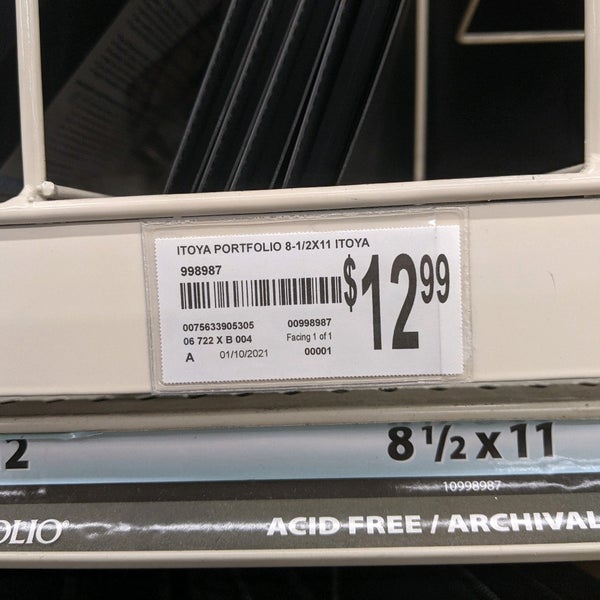 ITOYA PORTFOLIO 8-1/2X11 ITOYA
998987
$12.99
0075633905305 00998987
06 722 X B 004 Facing 1 of 1
A 01/10/2021 00001
2 8 1/2 x 11
10998987
OLIO® ACID FREE / ARCHIVAL